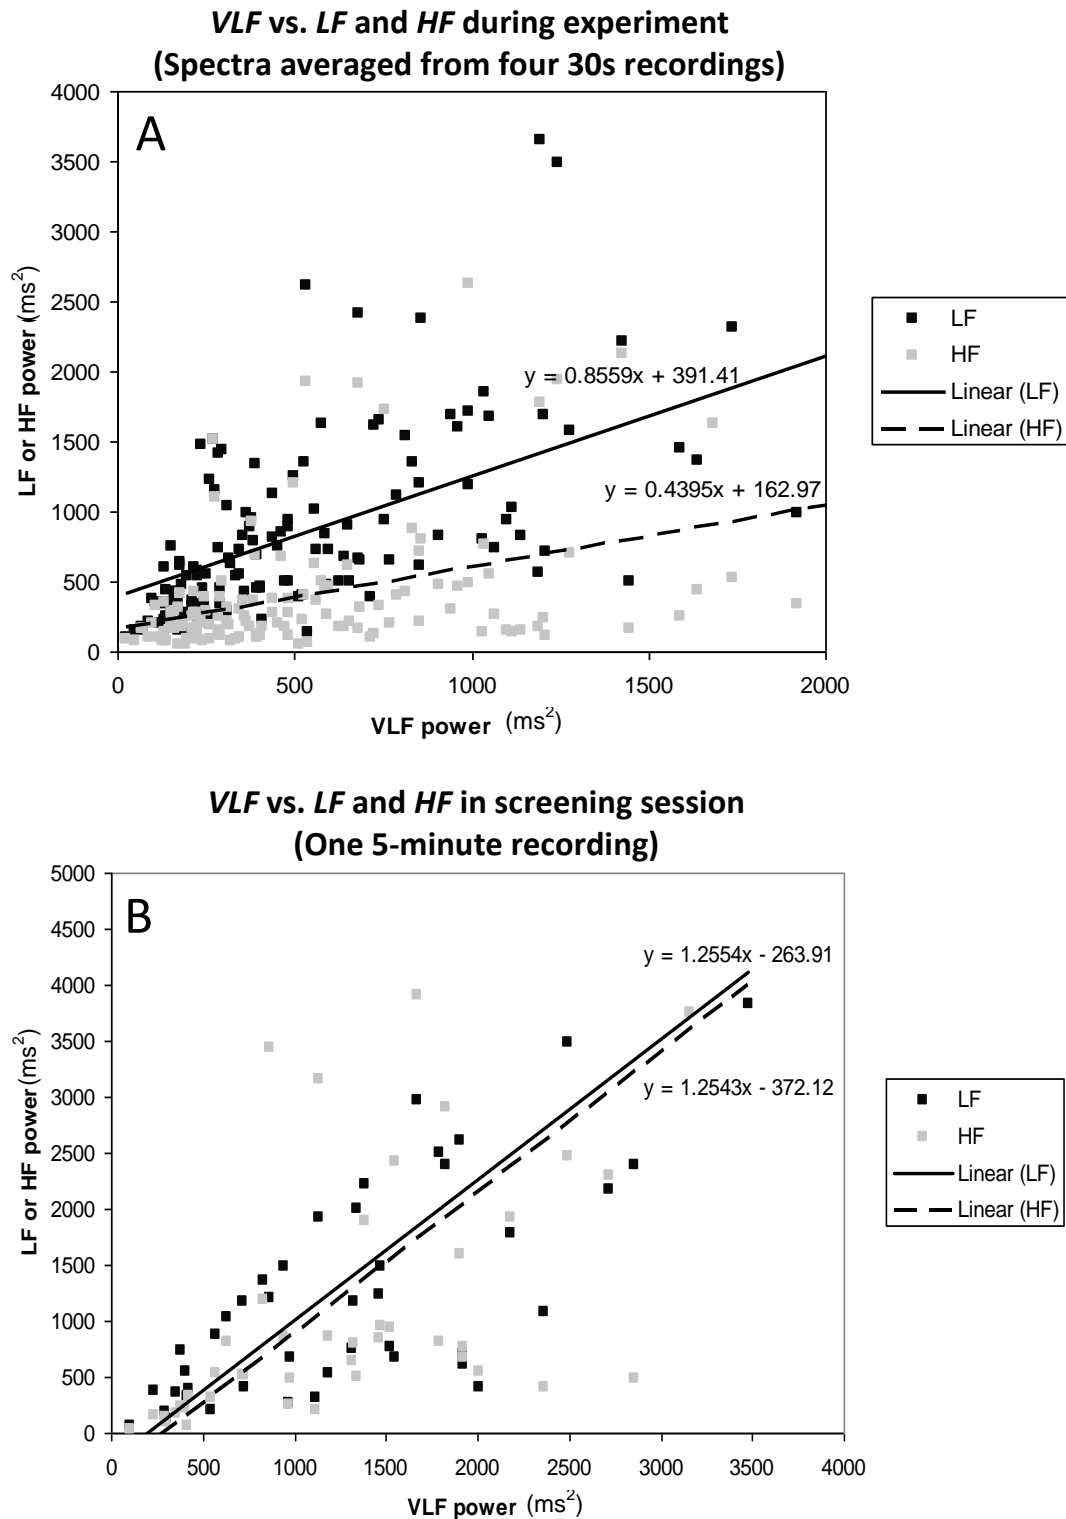 VLF vs. LF and HF during experiment
(Spectra averaged from four 30s recordings)
A
4000
3500
3000
2500
2000
1500
1000
500
0
LF or HF power (ms²)
y = 0.8559x + 391.41
y = 0.4395x + 162.97
0 500 1000 1500 2000
VLF power (ms²)
LF
HF
Linear (LF)
Linear (HF)
VLF vs. LF and HF in screening session
(One 5-minute recording)
B
5000
4500
4000
3500
3000
2500
2000
1500
1000
500
0
LF or HF power (ms²)
y = 1.2554x - 263.91
y = 1.2543x - 372.12
0 500 1000 1500 2000 2500 3000 3500 4000
VLF power (ms²)
LF
HF
Linear (LF)
Linear (HF)